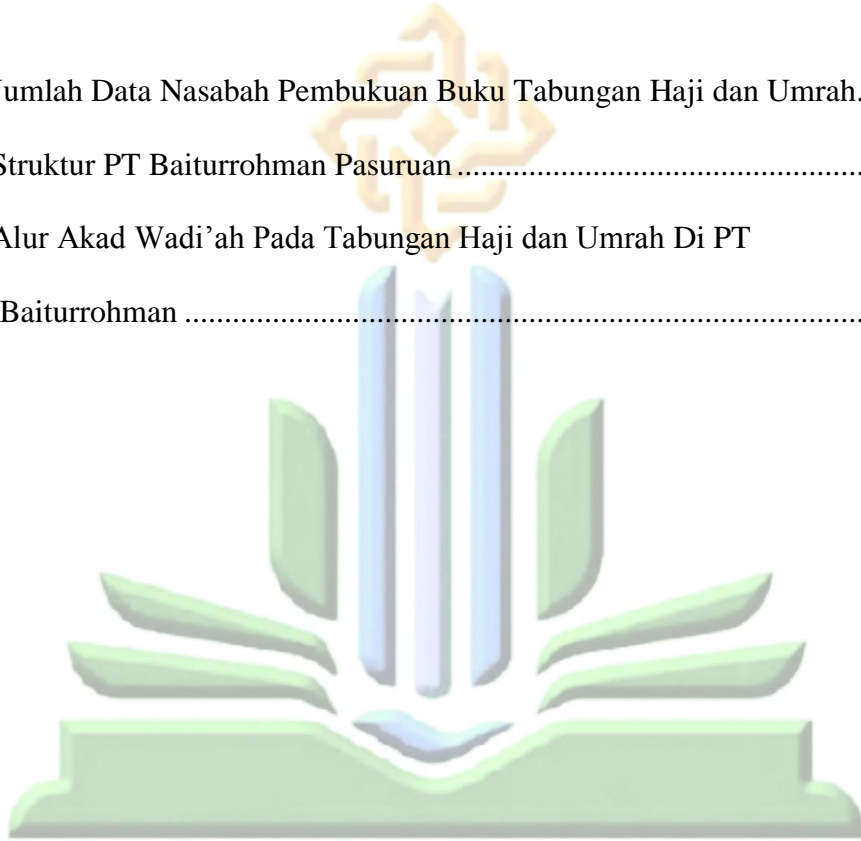 Jumlah Data Nasabah Pembukuan Buku Tabungan Haji dan Umrah.
Struktur PT Baiturrohman Pasuruan ...................................................
Alur Akad Wadi’ah Pada Tabungan Haji dan Umrah Di PT
Baiturrohman .....................................................................................